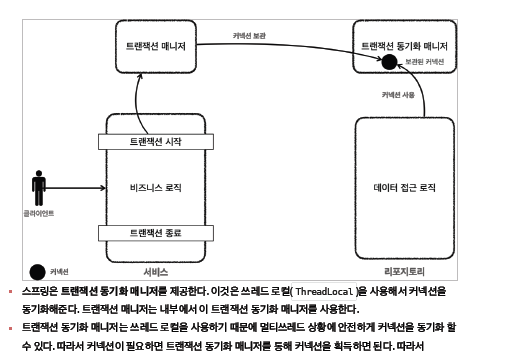 커넥션 보관
트랜잭션 매니저
트랜잭션 동기화 매니저
보관된 커넥션
커넥션 사용
트랜잭션 시작
비즈니스 로직
데이터 접근 로직
클라이언트
트랜잭션 종료
커넥션
서비스
리포지토리
스프링은 트랜잭션 동기화 매니저를 제공한다. 이것은 쓰레드 로컬( ThreadLocal )을 사용해서 커넥션을
동기화해준다. 트랜잭션 매니저는 내부에서 이 트랜잭션 동기화 매니저를 사용한다.
트랜잭션 동기화 매니저는 쓰레드 로컬을 사용하기 때문에 멀티쓰레드 상황에 안전하게 커넥션을 동기화 할
수 있다. 따라서 커넥션이 필요하면 트랜잭션 동기화 매니저를 통해 커넥션을 획득하면 된다. 따라서